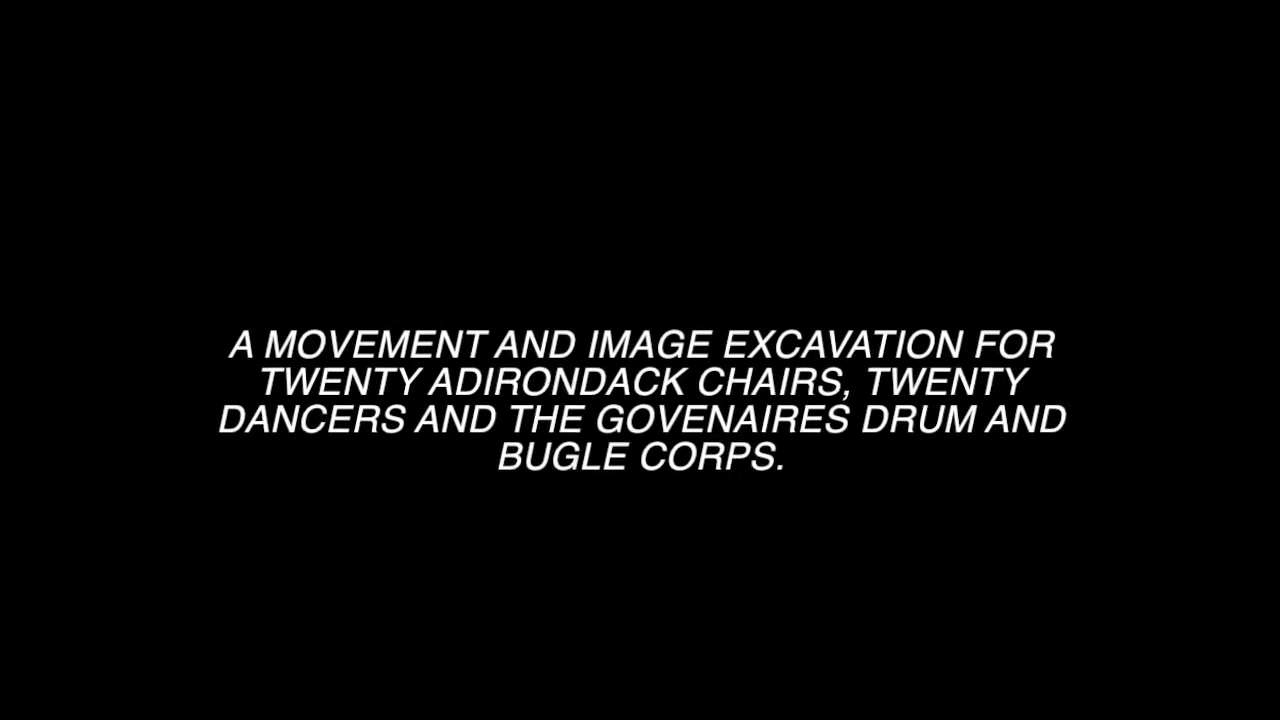 A MOVEMENT AND IMAGE EXCAVATION FOR
TWENTY ADIRONDACK CHAIRS, TWENTY
DANCERS AND THE GOVENAIRES DRUM AND
BUGLE CORPS.